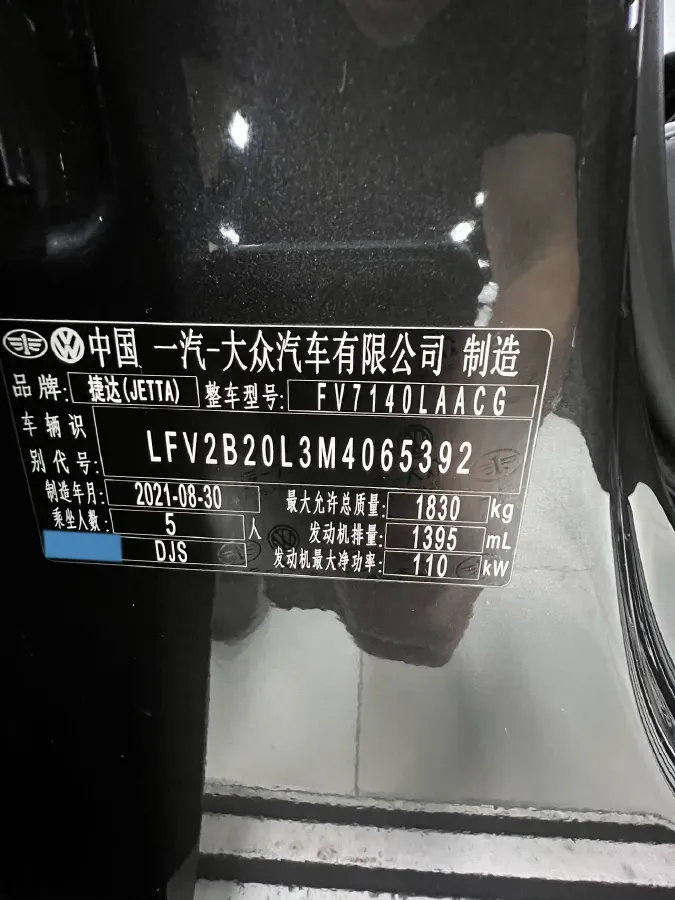 中国 一汽-大众汽车有限公司 制造
品牌: 捷达(JETTA) 整车型号: FV7140LAACG
车辆识别代号: LFV2B20L3M4065392
制造年月: 2021-08-30 最大允许总质量: 1830 kg
乘坐人数: 5 人 发动机排量: 1395 mL
DJS 发动机最大净功率: 110 kW